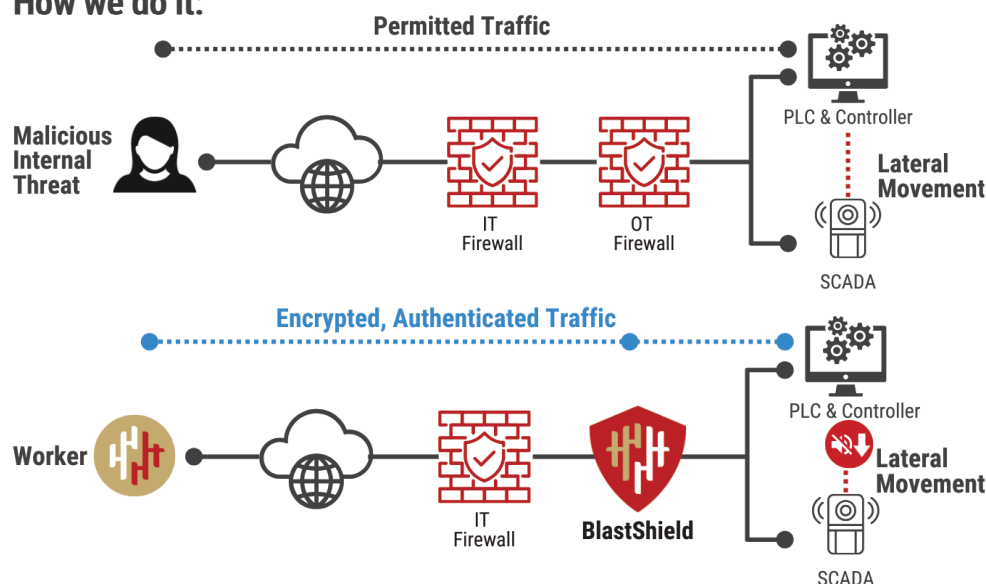 How we do it:
Permitted Traffic
PLC & Controller
Malicious
Internal
Threat
Lateral
Movement
IT
Firewall
OT
Firewall
SCADA
Encrypted, Authenticated Traffic
PLC & Controller
Worker
Lateral
Movement
IT
Firewall
BlastShield
SCADA